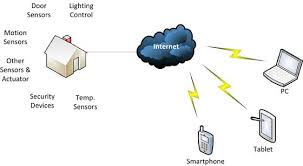 Door
Sensors
Lighting
Control
Motion
Sensors
Other
Sensors &
Actuator
Security
Devices
Temp.
Sensors
Internet
PC
Tablet
Smartphone